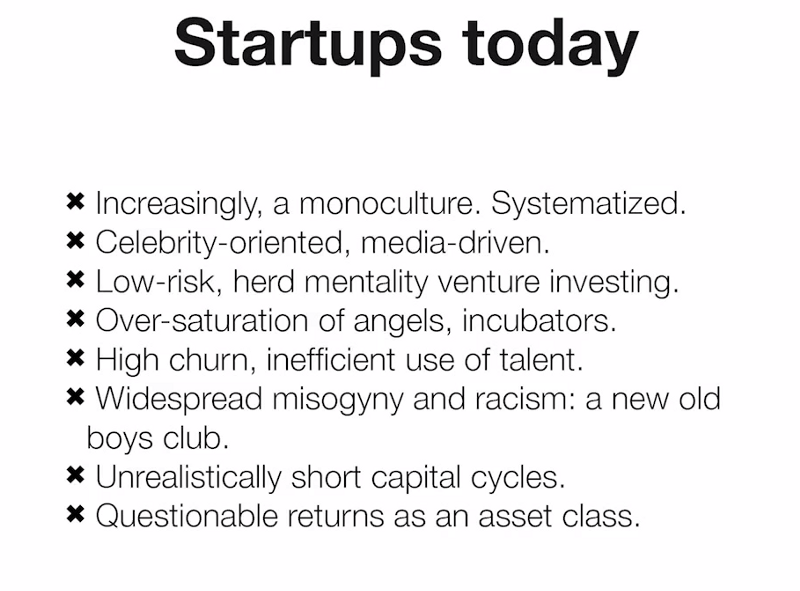 Startups today
✖ Increasingly, a monoculture. Systematized.
✖ Celebrity-oriented, media-driven.
✖ Low-risk, herd mentality venture investing.
✖ Over-saturation of angels, incubators.
✖ High churn, inefficient use of talent.
✖ Widespread misogyny and racism: a new old
boys club.
✖ Unrealistically short capital cycles.
✖ Questionable returns as an asset class.